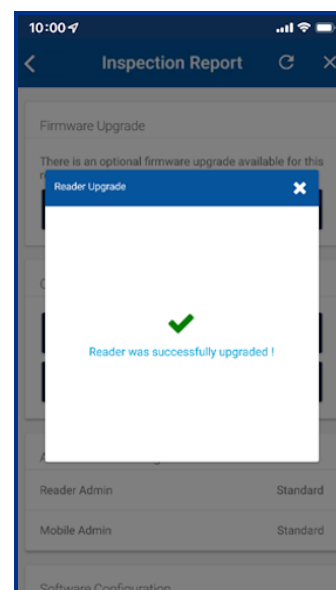 10:00
Inspection Report
Firmware Upgrade
There is an optional firmware upgrade available for this
Reader Upgrade
Reader was successfully upgraded !
Reader Admin Standard
Mobile Admin Standard
Software Configuration